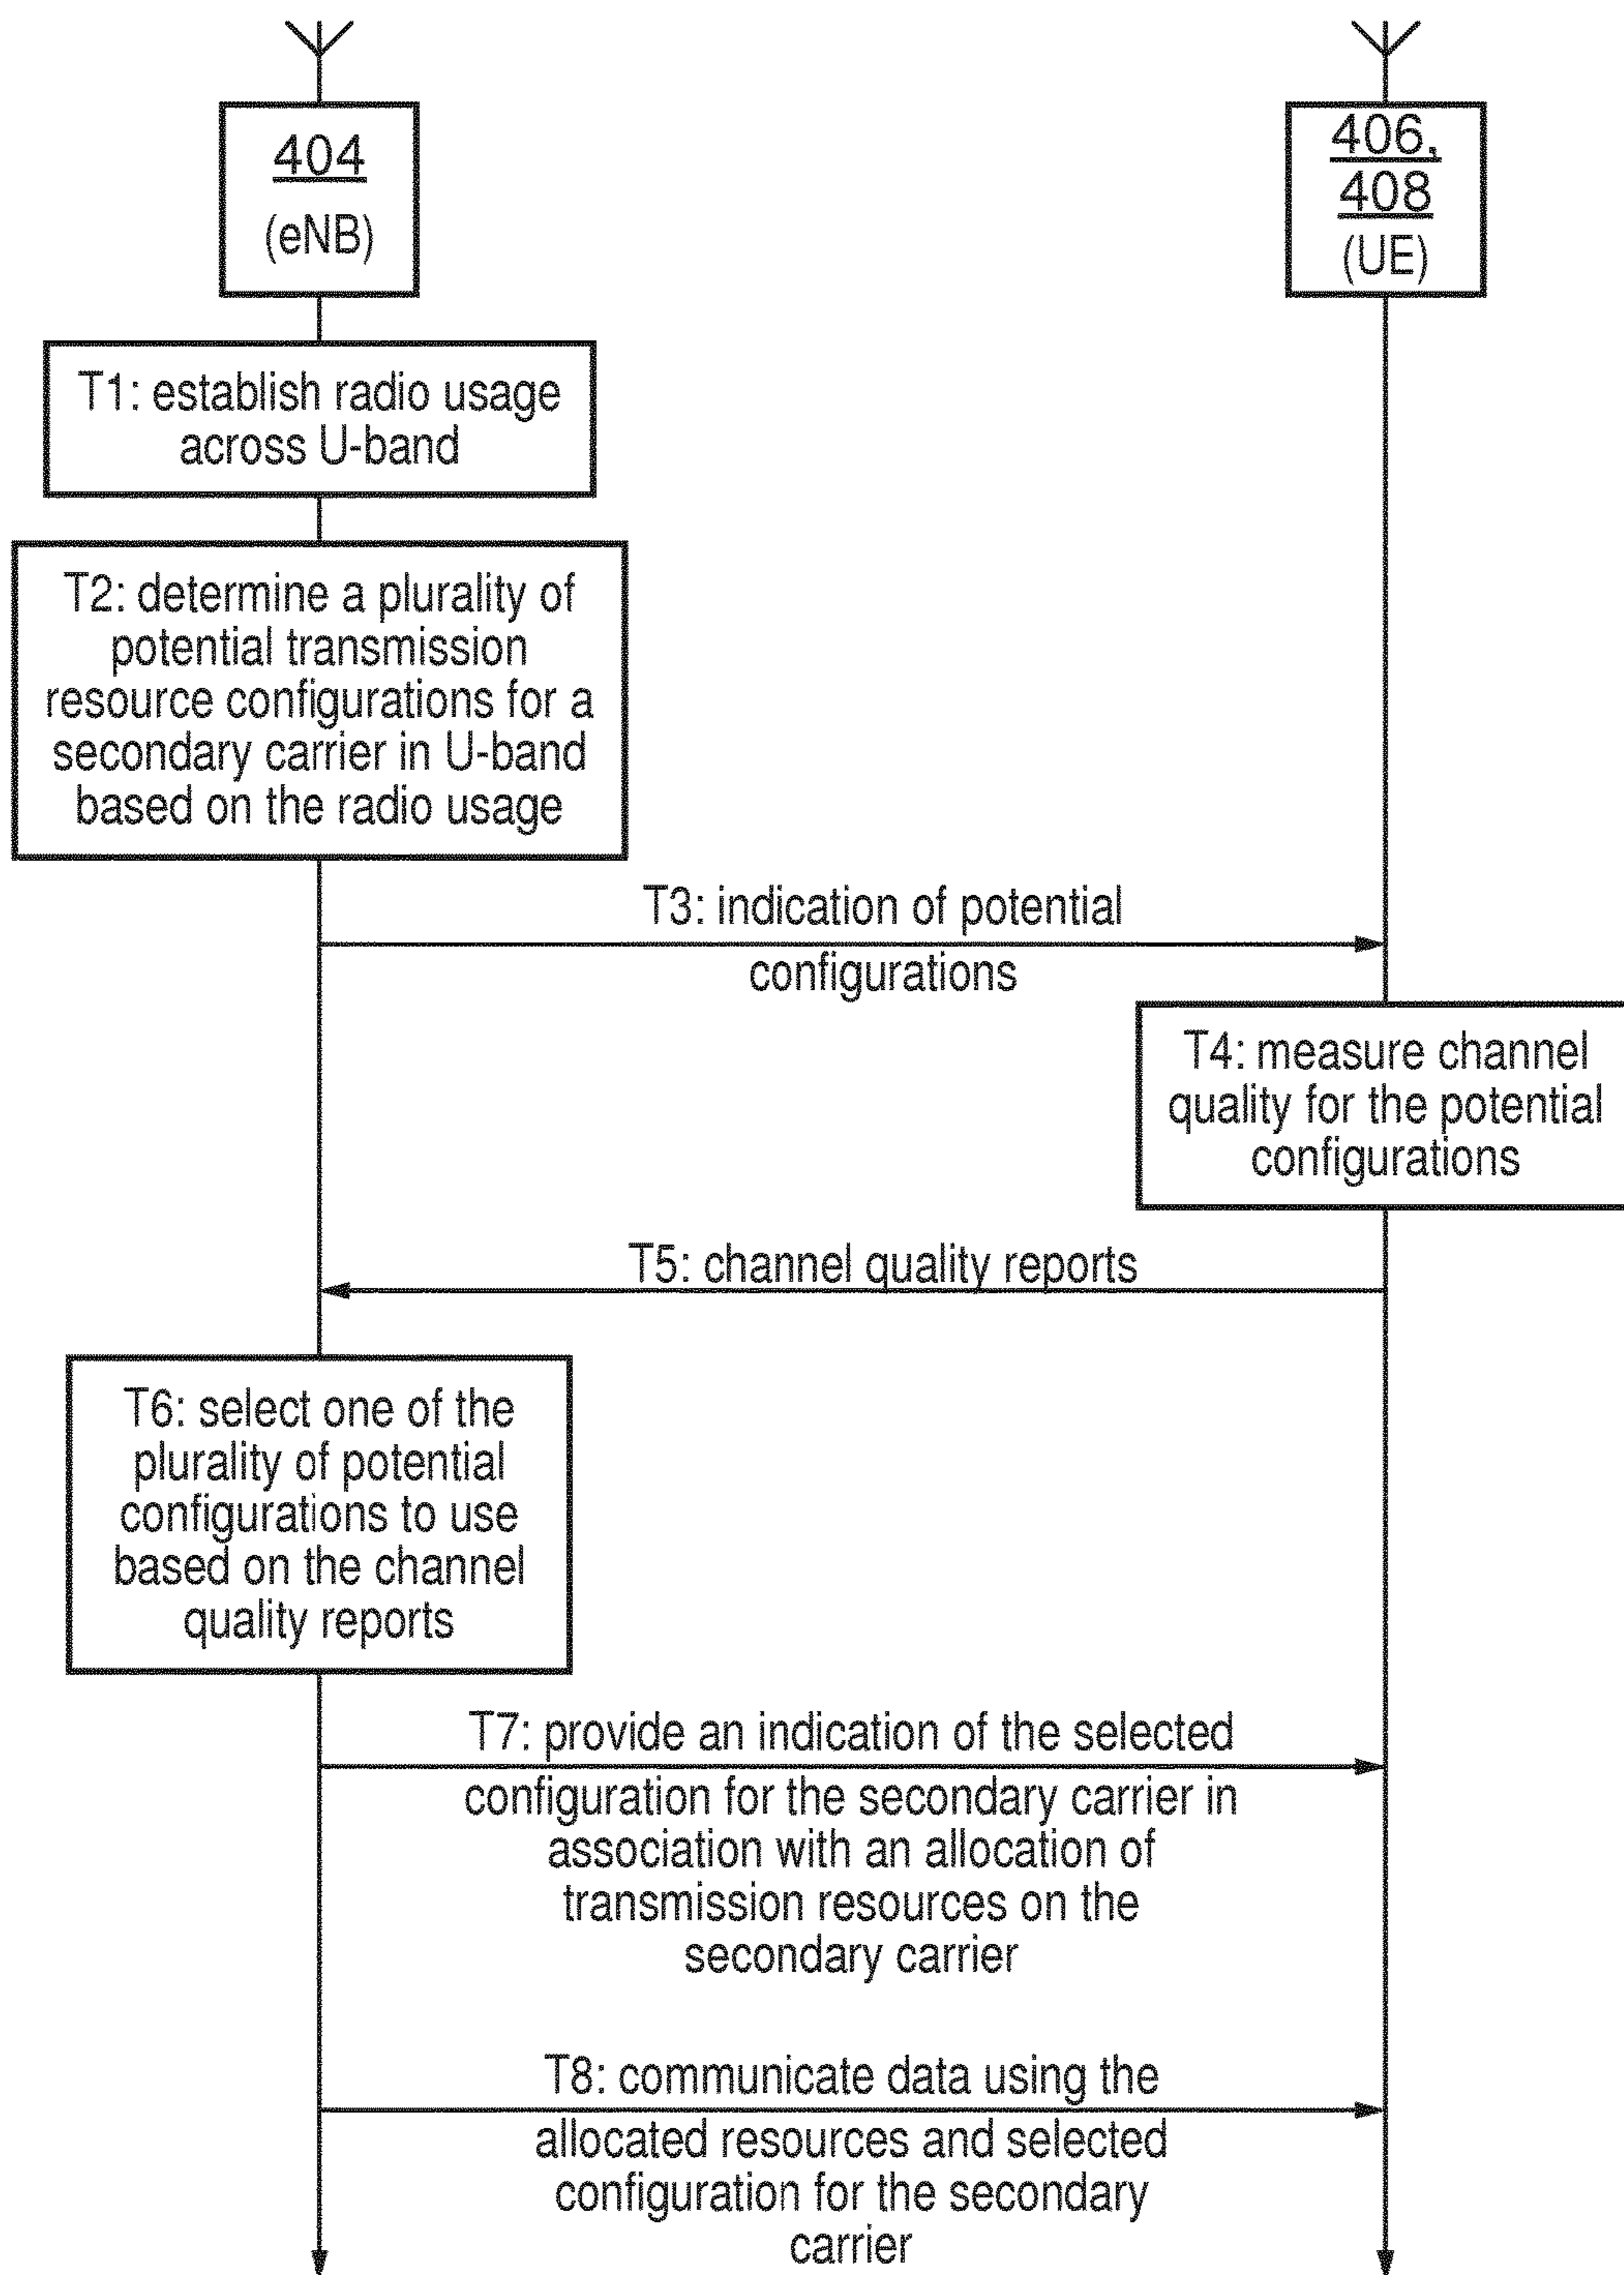 404
(eNB)
406,
408
(UE)
T1: establish radio usage
across U-band
T2: determine a plurality of
potential transmission
resource configurations for a
secondary carrier in U-band
based on the radio usage
T3: indication of potential
configurations
T4: measure channel
quality for the potential
configurations
T5: channel quality reports
T6: select one of the
plurality of potential
configurations to use
based on the channel
quality reports
T7: provide an indication of the selected
configuration for the secondary carrier in
association with an allocation of
transmission resources on the
secondary carrier
T8: communicate data using the
allocated resources and selected
configuration for the secondary
carrier